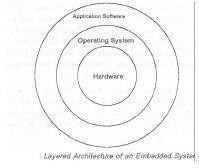 Application Software
Operating System
Hardware
Layered Architecture of an Embedded Syste